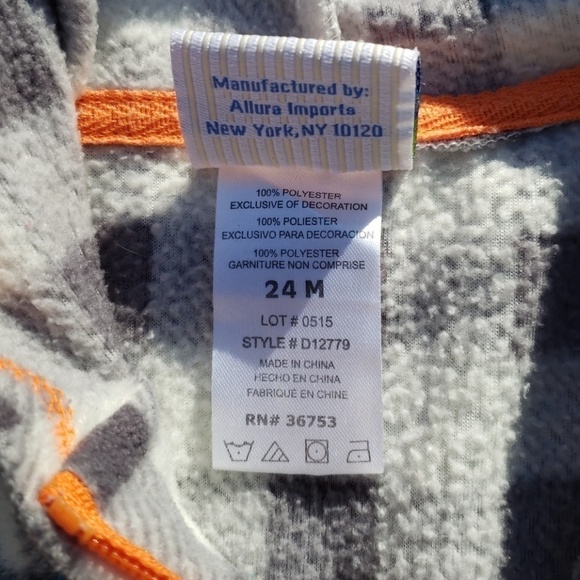 Manufactured by:
Allura Imports
New York, NY 10120
100% POLYESTER
EXCLUSIVE OF DECORATION
100% POLIESTER
EXCLUSIVO PARA DECORACION
100% POLYESTER
GARNITURE NON COMPRISE
24 M
LOT # 0515
STYLE # D12779
MADE IN CHINA
HECHO EN CHINA
FABRIQUÉ EN CHINE
RN# 36753